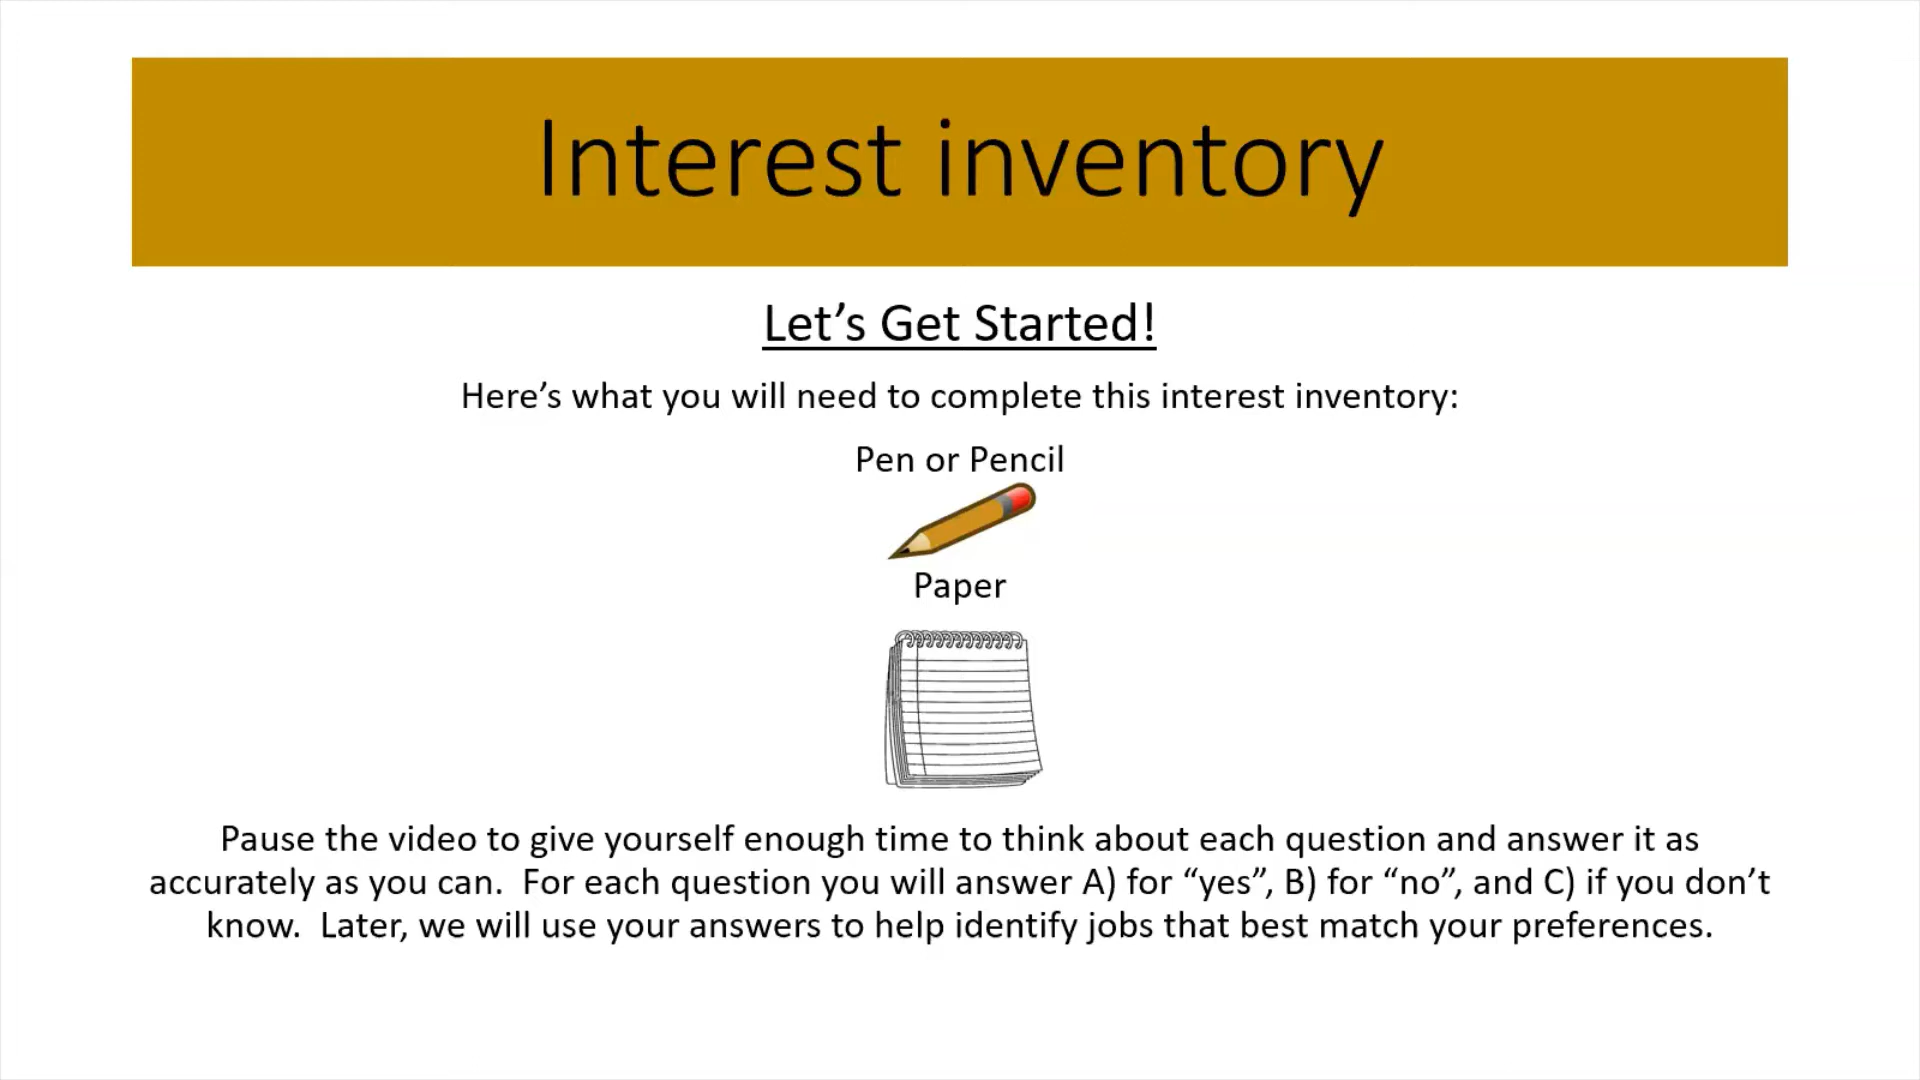 Interest inventory
Let’s Get Started!
Here’s what you will need to complete this interest inventory:
Pen or Pencil
Paper
Pause the video to give yourself enough time to think about each question and answer it as
accurately as you can.  For each question you will answer A) for “yes”, B) for “no”, and C) if you don’t
know.  Later, we will use your answers to help identify jobs that best match your preferences.